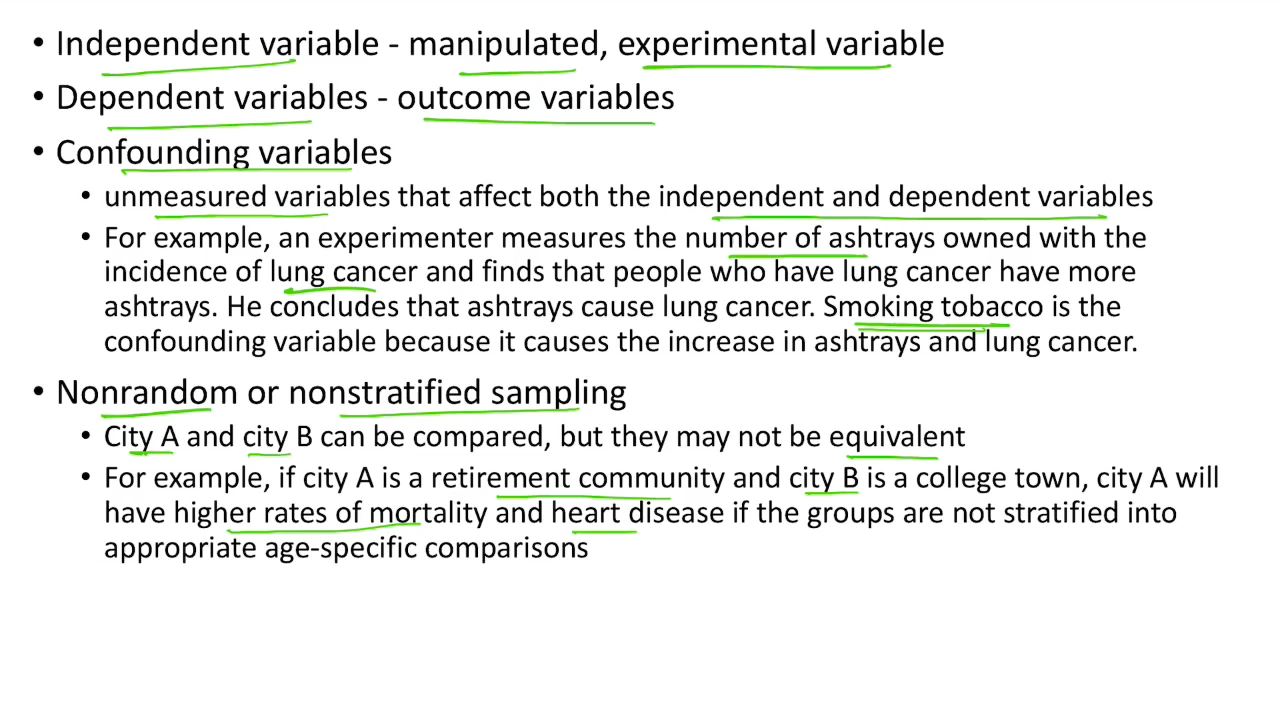 • Independent variable - manipulated, experimental variable
• Dependent variables - outcome variables
• Confounding variables
• unmeasured variables that affect both the independent and dependent variables
• For example, an experimenter measures the number of ashtrays owned with the
incidence of lung cancer and finds that people who have lung cancer have more
ashtrays. He concludes that ashtrays cause lung cancer. Smoking tobacco is the
confounding variable because it causes the increase in ashtrays and lung cancer.
• Nonrandom or nonstratified sampling
• City A and city B can be compared, but they may not be equivalent
• For example, if city A is a retirement community and city B is a college town, city A will
have higher rates of mortality and heart disease if the groups are not stratified into
appropriate age-specific comparisons